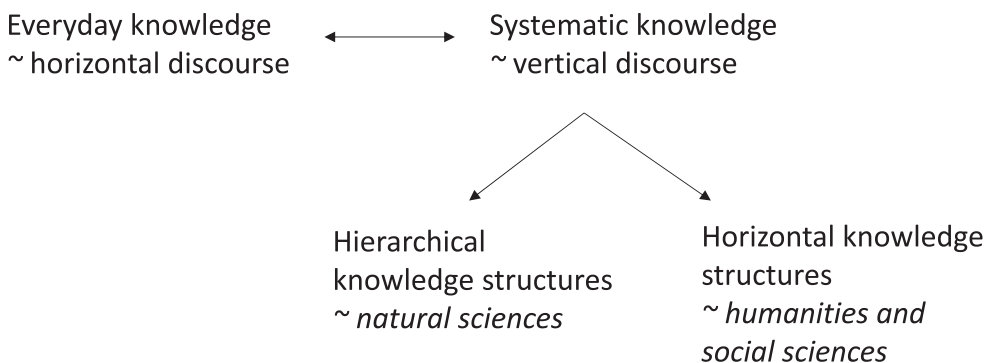 Everyday knowledge
~ horizontal discourse
Systematic knowledge
~ vertical discourse
Hierarchical
knowledge structures
~ natural sciences
Horizontal knowledge
structures
~ humanities and
social sciences